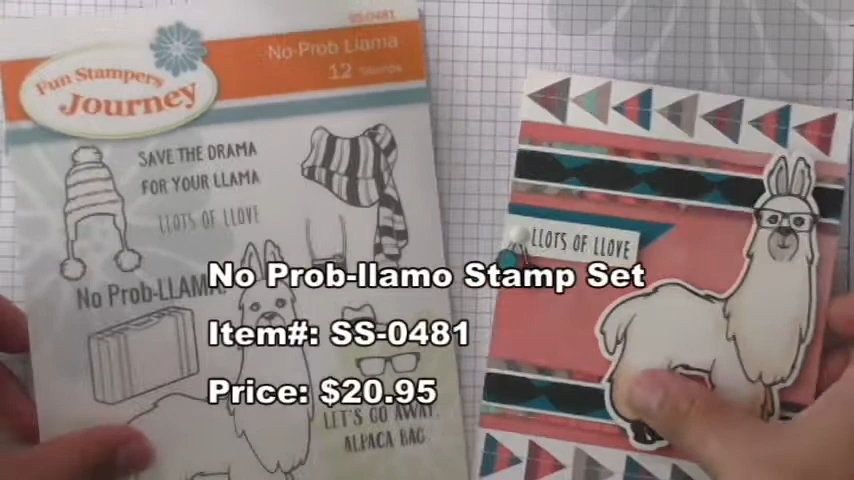 SS-0481
No-Prob Llama
12 Stamps
Fun Stampers
Journey
SAVE THE DRAMA
FOR YOUR LLAMA
LLOTS OF LLOVE
No Prob-LLAMA
LET'S GO AWAY,
ALPACA BAG
LLOTS OF LLOVE
No Prob-llamo Stamp Set
Item#: SS-0481
Price: $20.95